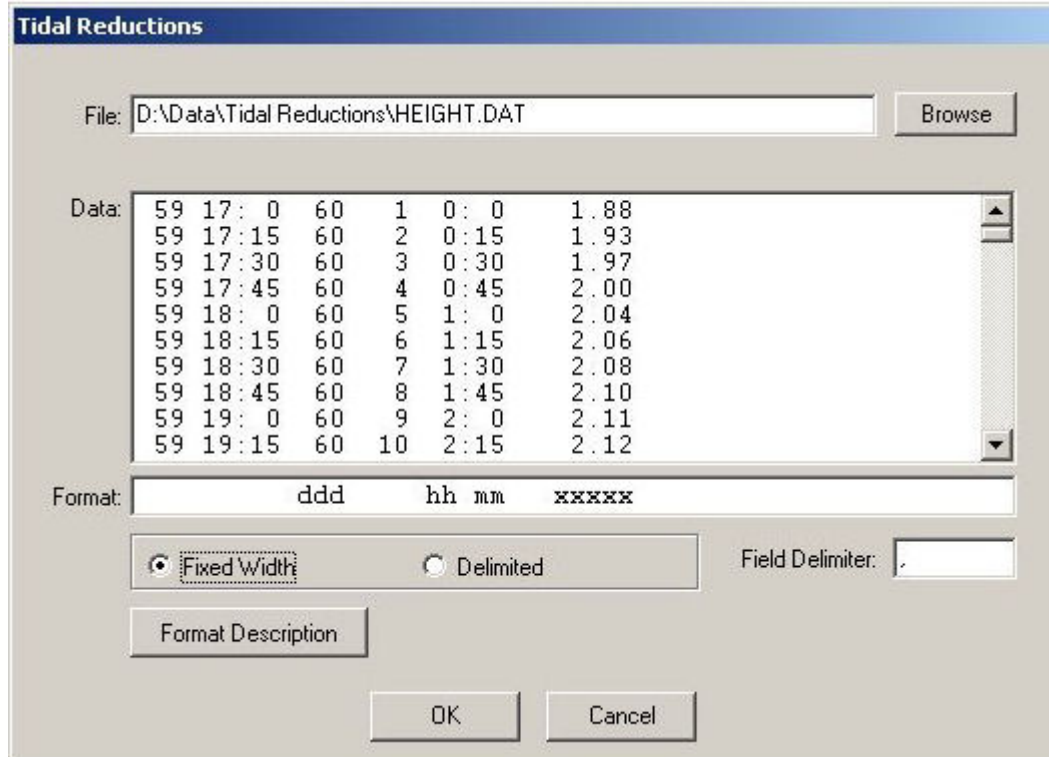 Tidal Reductions
File: D:\Data\Tidal Reductions\HEIGHT.DAT Browse
Data: 59 17: 0 60 1 0: 0 1.88
59 17:15 60 2 0:15 1.93
59 17:30 60 3 0:30 1.97
59 17:45 60 4 0:45 2.00
59 18: 0 60 5 1: 0 2.04
59 18:15 60 6 1:15 2.06
59 18:30 60 7 1:30 2.08
59 18:45 60 8 1:45 2.10
59 19: 0 60 9 2: 0 2.11
59 19:15 60 10 2:15 2.12
Format: ddd hh mm xxxxx
Fixed Width Delimited Field Delimiter: ,
Format Description
OK Cancel